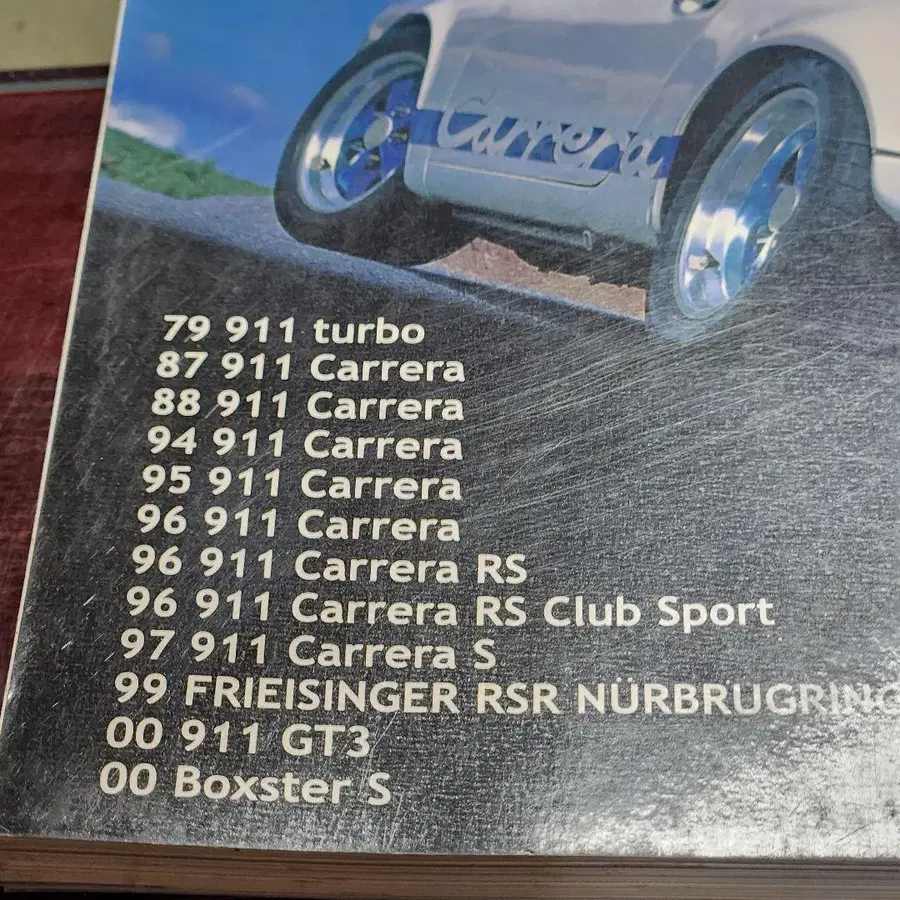 Carrera
79 911 turbo
87 911 Carrera
88 911 Carrera
94 911 Carrera
95 911 Carrera
96 911 Carrera
96 911 Carrera RS
96 911 Carrera RS Club Sport
97 911 Carrera S
99 FRIEISINGER RSR NÜRBRUGRING
00 911 GT3
00 Boxster S